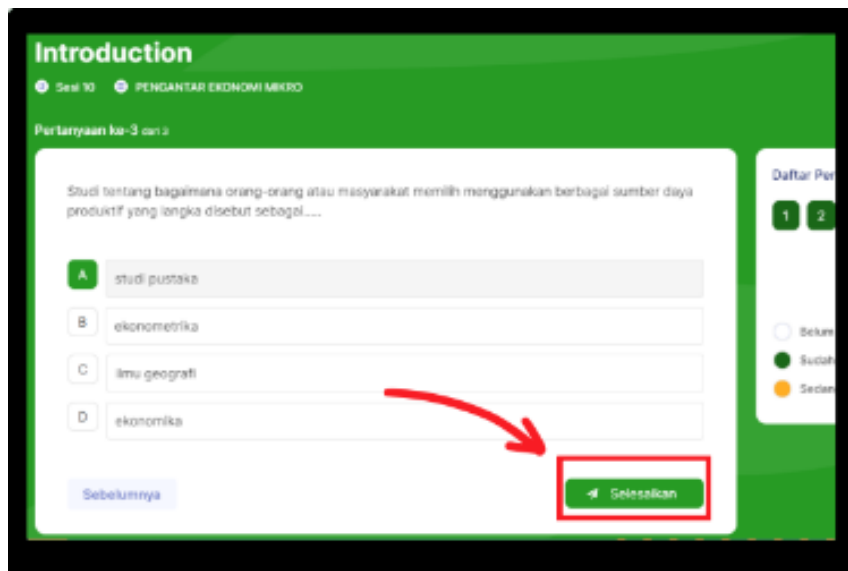 Introduction
Sesi 10 PENGANTAR EKONOMI MIKRO
Pertanyaan ke-3 dari 3
Studi tentang bagaimana orang-orang atau masyarakat memilih menggunakan berbagai sumber daya
produktif yang langka disebut sebagai.....
A studi pustaka
B ekonometrika
C ilmu geografi
D ekonomika
Sebelumnya
Selesaikan
Daftar Per
1 2
Belum
Sudah
Sedan